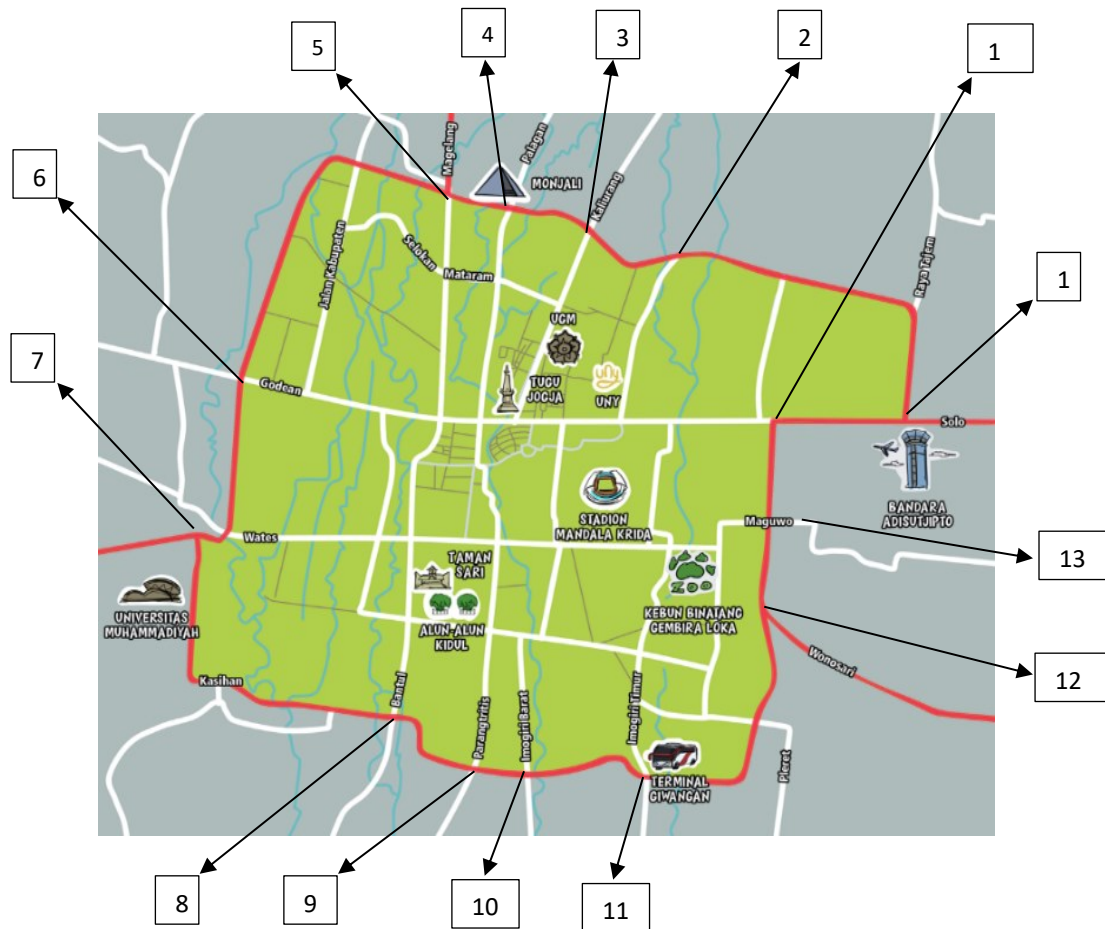 5
4
3
2
1
6
Magelang
Palagan
MONJALI
Kaliurang
Jalan Kabupaten
Selokan
Mataram
Raya Tajem
1
UGM
7
Godean
TUGU
JOGJA
UNY
UNY
Solo
BANDARA
ADISUTJIPTO
STADION
MANDALA KRIDA
Maguwo
Wates
13
TAMAN
SARI
ZOO
UNIVERSITAS
MUHAMMADIYAH
ALUN-ALUN
KIDUL
KEBUN BINATANG
GEMBIRA LOKA
Wonosari
12
Kasihan
Bantul
Parangtritis
Imogiri Barat
Imogiri Timur
TERMINAL
GIWANGAN
Pleret
8
9
10
11